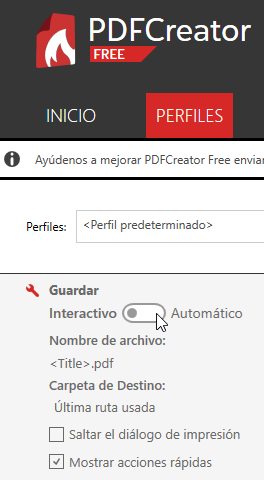 PDFCreator
FREE
INICIO PERFILES
Ayúdenos a mejorar PDFCreator Free enviar
Perfiles: <Perfil predeterminado>
Guardar
Interactivo Automático
Nombre de archivo:
<Title>.pdf
Carpeta de Destino:
Última ruta usada
Saltar el diálogo de impresión
Mostrar acciones rápidas